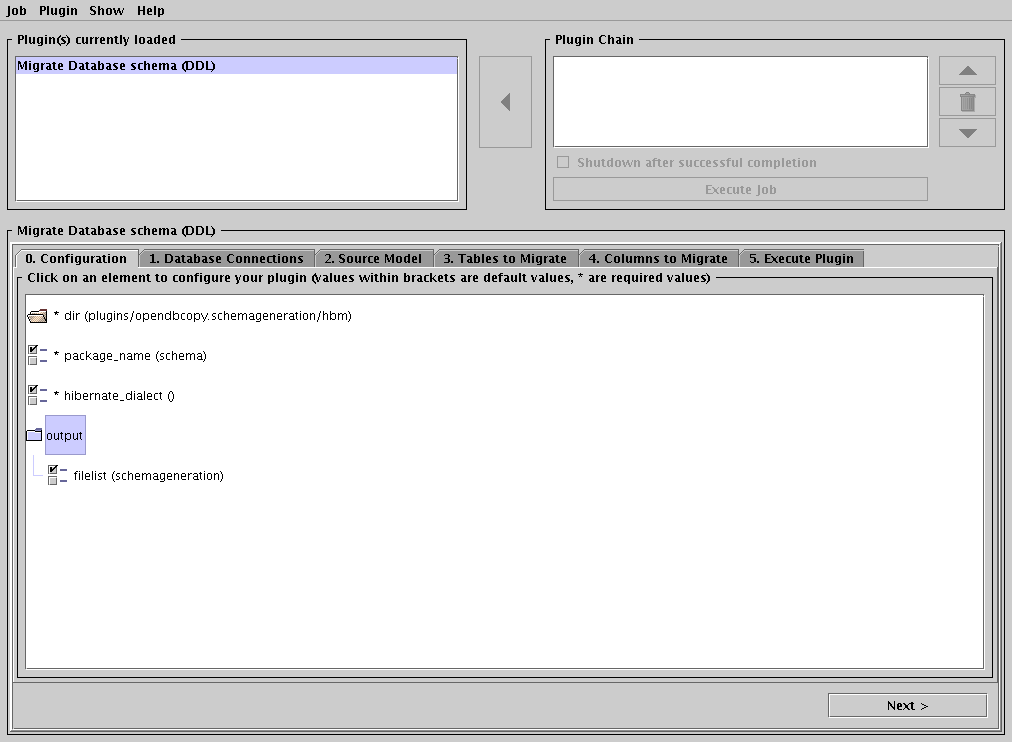 Job Plugin Show Help
Plugin(s) currently loaded
Migrate Database schema (DDL)
Plugin Chain
Shutdown after successful completion
Execute Job
Migrate Database schema (DDL)
0. Configuration 1. Database Connections 2. Source Model 3. Tables to Migrate 4. Columns to Migrate 5. Execute Plugin
Click on an element to configure your plugin (values within brackets are default values, * are required values)
* dir (plugins/opendbcopy.schemageneration/hbm)
* package_name (schema)
* hibernate_dialect ()
output
filelist (schemageneration)
Next >